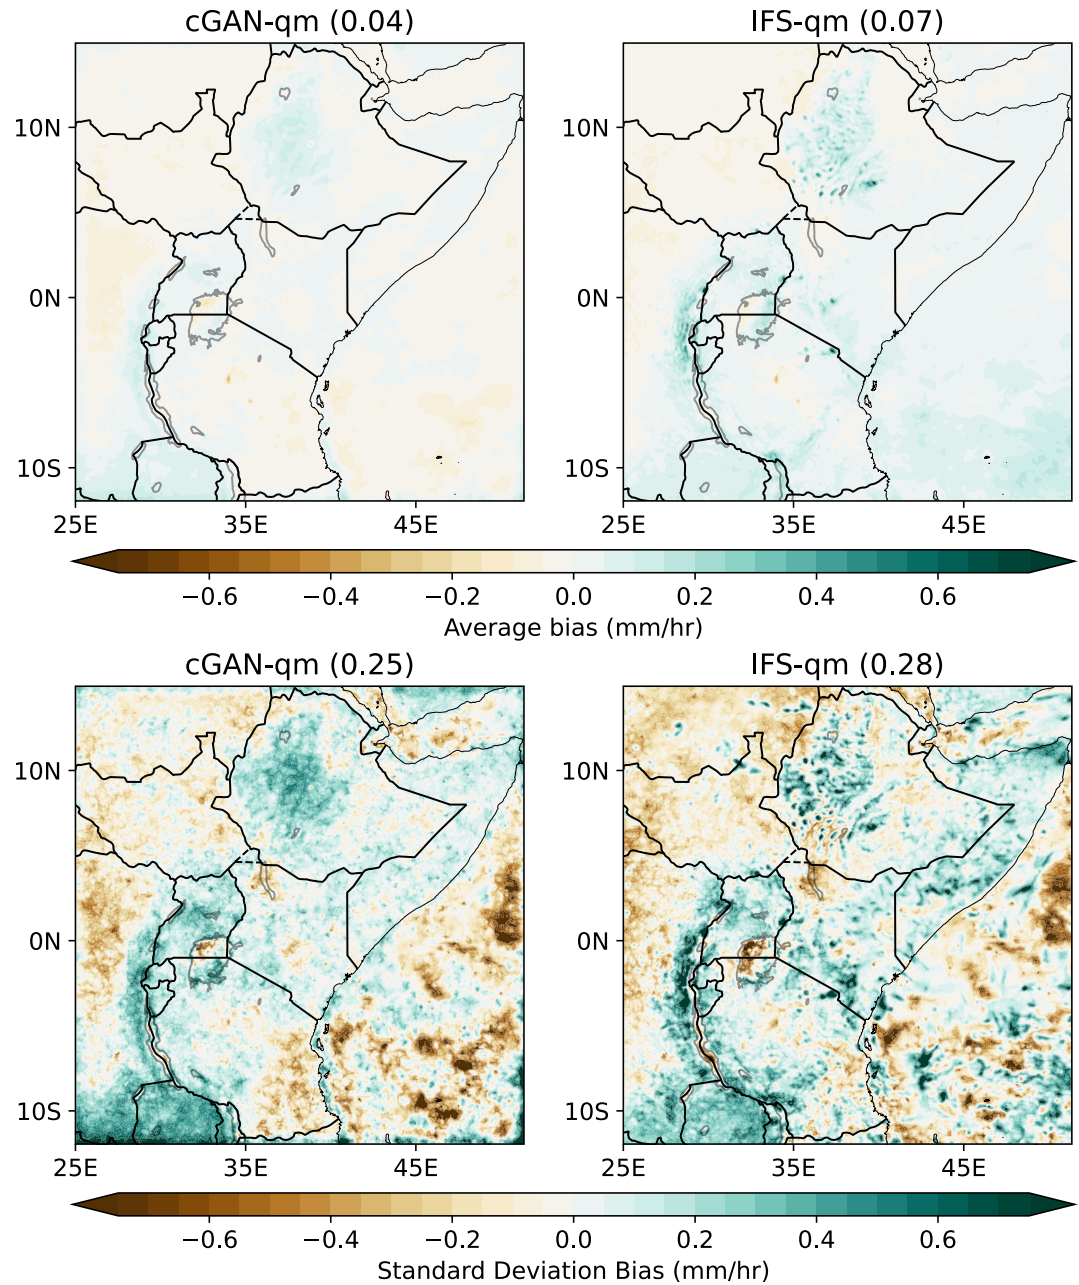 cGAN-qm (0.04) IFS-qm (0.07)
10N 10N
0N 0N
10S 10S
25E 35E 45E 25E 35E 45E
−0.6 −0.4 −0.2 0.0 0.2 0.4 0.6
Average bias (mm/hr)
cGAN-qm (0.25) IFS-qm (0.28)
10N 10N
0N 0N
10S 10S
25E 35E 45E 25E 35E 45E
−0.6 −0.4 −0.2 0.0 0.2 0.4 0.6
Standard Deviation Bias (mm/hr)